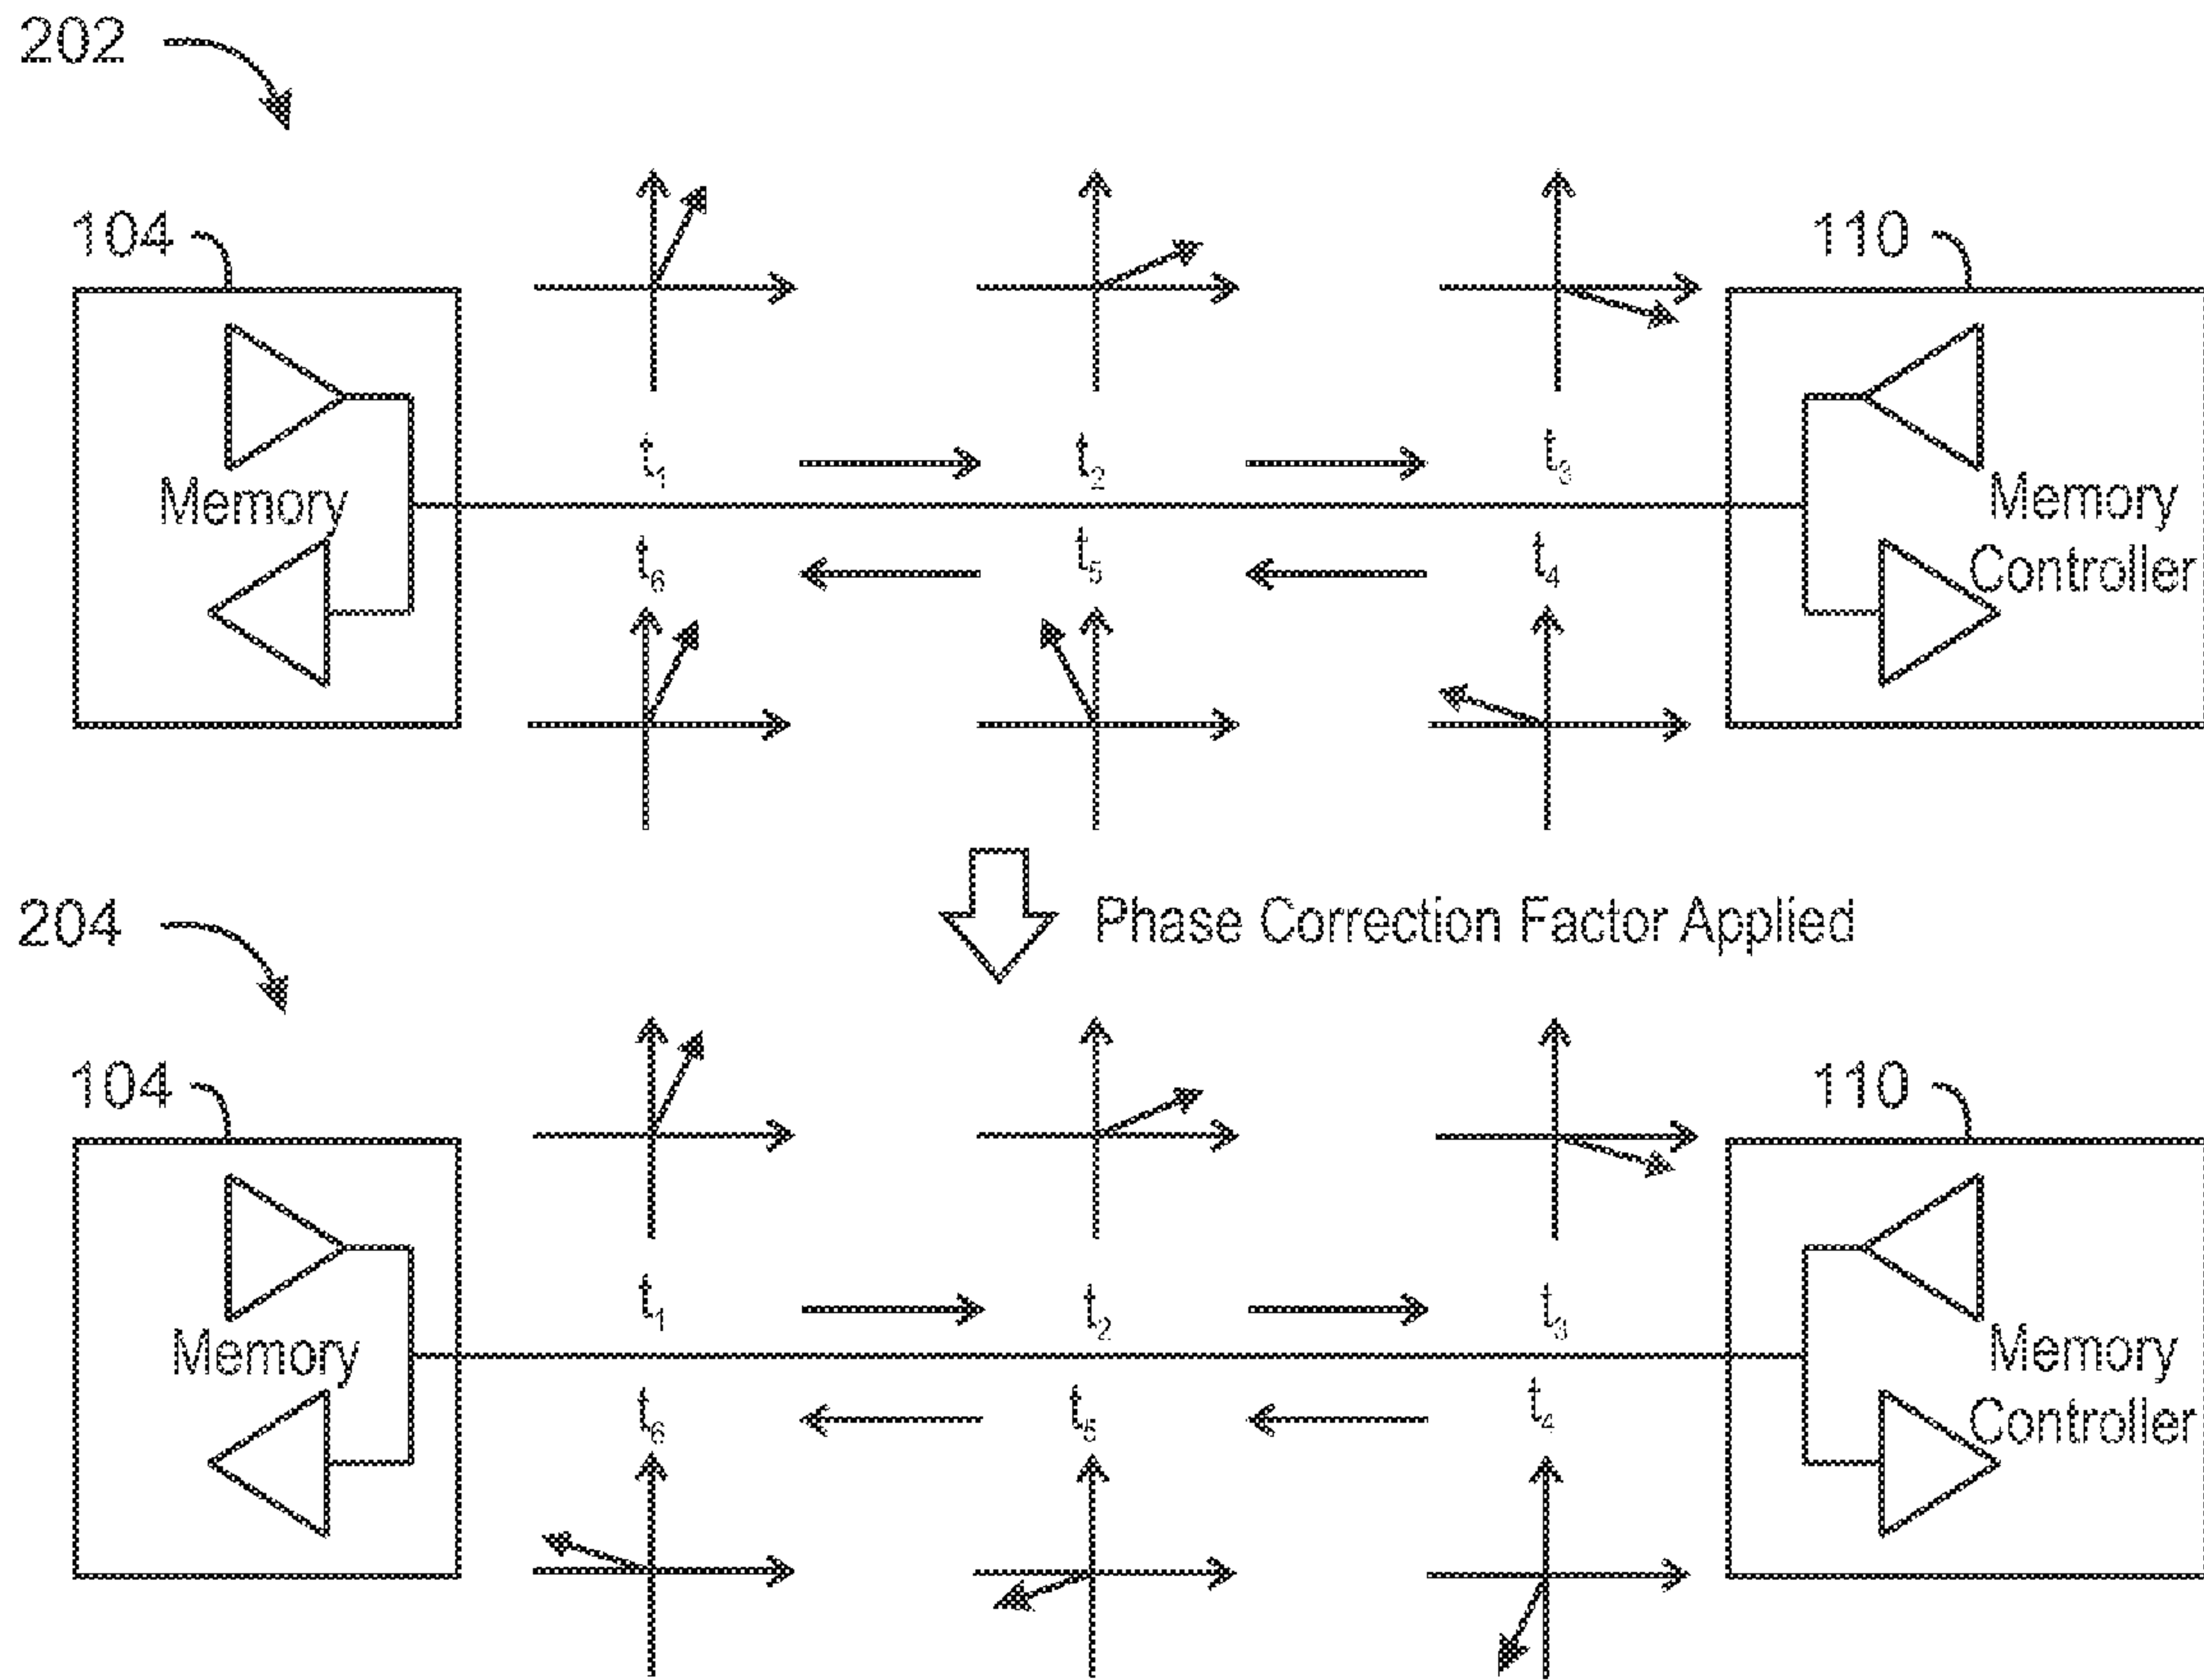 202
104
110
t1
t2
t3
Memory
Memory
Controller
t6
t5
t4
Phase Correction Factor Applied
204
104
110
t1
t2
t3
Memory
Memory
Controller
t6
t5
t4